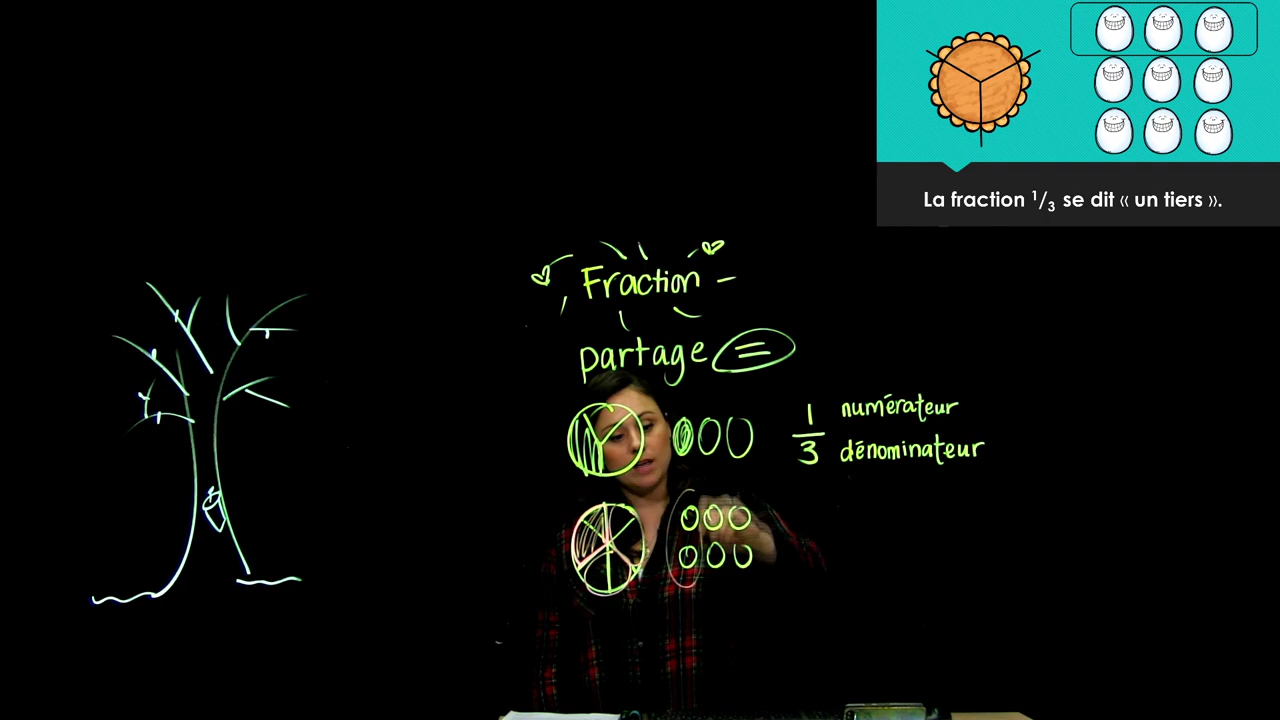 La fraction 1/3 se dit « un tiers ».
Fraction
partage =
1 numérateur
3 dénominateur